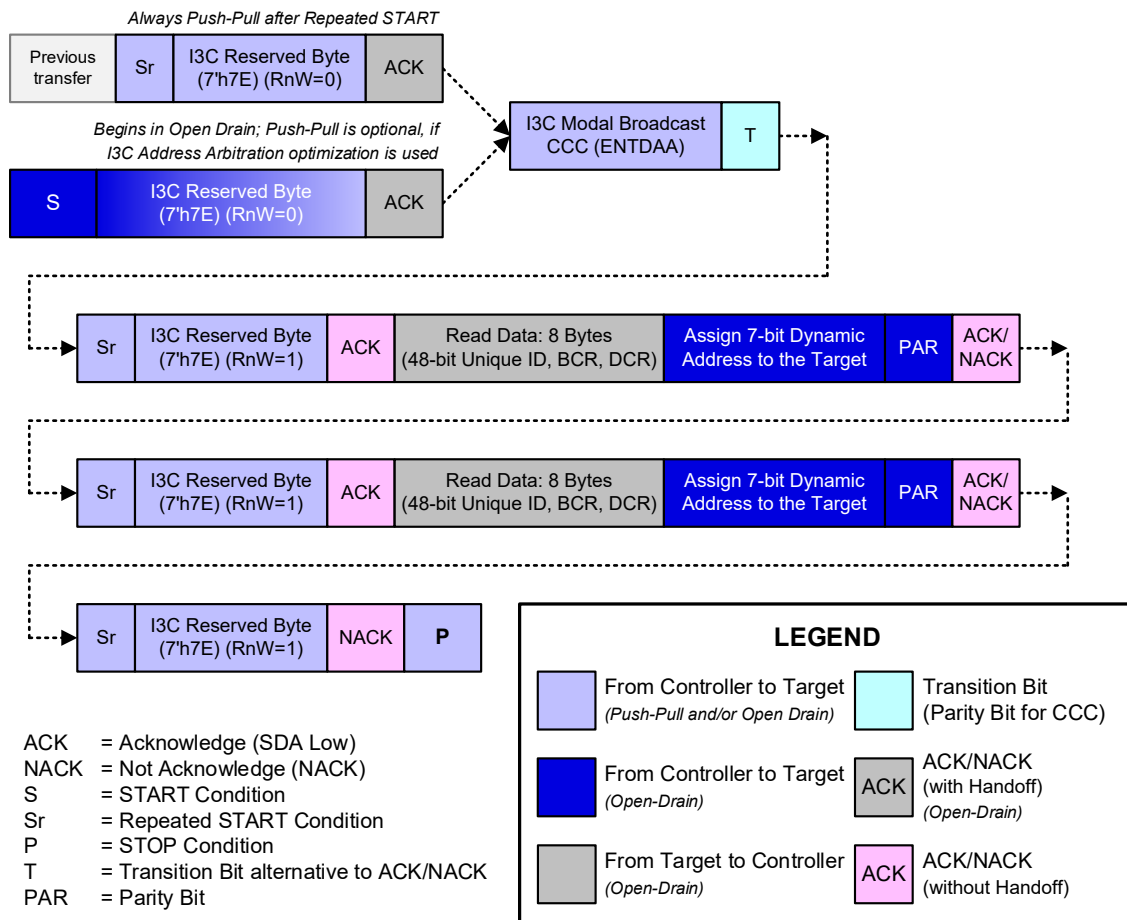 Always Push-Pull after Repeated START
Previous
transfer
Sr
I3C Reserved Byte
(7'h7E) (RnW=0)
ACK
Begins in Open Drain; Push-Pull is optional, if
I3C Address Arbitration optimization is used
S
I3C Reserved Byte
(7'h7E) (RnW=0)
ACK
I3C Modal Broadcast
CCC (ENTDAA)
T
Sr
I3C Reserved Byte
(7'h7E) (RnW=1)
ACK
Read Data: 8 Bytes
(48-bit Unique ID, BCR, DCR)
Assign 7-bit Dynamic
Address to the Target
PAR
ACK/
NACK
Sr
I3C Reserved Byte
(7'h7E) (RnW=1)
ACK
Read Data: 8 Bytes
(48-bit Unique ID, BCR, DCR)
Assign 7-bit Dynamic
Address to the Target
PAR
ACK/
NACK
Sr
I3C Reserved Byte
(7'h7E) (RnW=1)
NACK
P
ACK = Acknowledge (SDA Low)
NACK = Not Acknowledge (NACK)
S = START Condition
Sr = Repeated START Condition
P = STOP Condition
T = Transition Bit alternative to ACK/NACK
PAR = Parity Bit
LEGEND
From Controller to Target
(Push-Pull and/or Open Drain)
Transition Bit
(Parity Bit for CCC)
From Controller to Target
(Open-Drain)
ACK
ACK/NACK
(with Handoff)
(Open-Drain)
From Target to Controller
(Open-Drain)
ACK
ACK/NACK
(without Handoff)